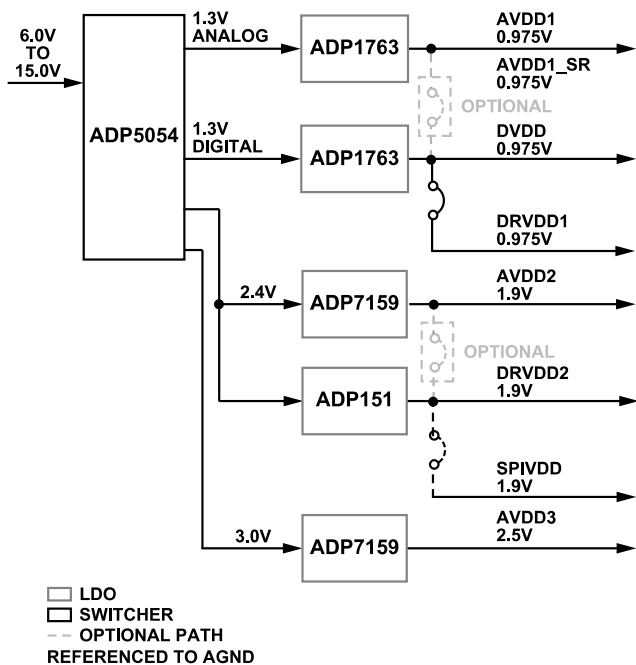 6.0V
TO
15.0V
ADP5054
1.3V
ANALOG
ADP1763
AVDD1
0.975V
AVDD1_SR
0.975V
OPTIONAL
1.3V
DIGITAL
ADP1763
DVDD
0.975V
DRVDD1
0.975V
2.4V
ADP7159
AVDD2
1.9V
OPTIONAL
ADP151
DRVDD2
1.9V
SPIVDD
1.9V
3.0V
ADP7159
AVDD3
2.5V
LDO
SWITCHER
OPTIONAL PATH
REFERENCED TO AGND